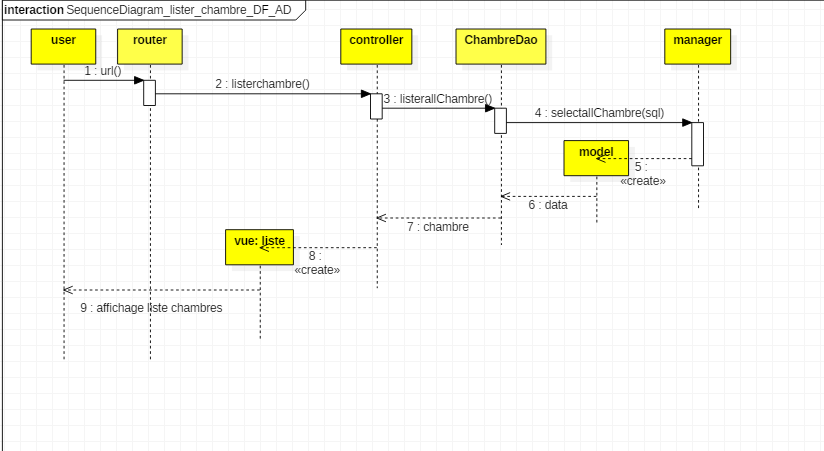 interaction SequenceDiagram_lister_chambre_DF_AD
user
router
controller
ChambreDao
manager
1 : url()
2 : listerchambre()
3 : listerallChambre()
4 : selectallChambre(sql)
model
5 :
«create»
6 : data
7 : chambre
vue: liste
8 :
«create»
9 : affichage liste chambres